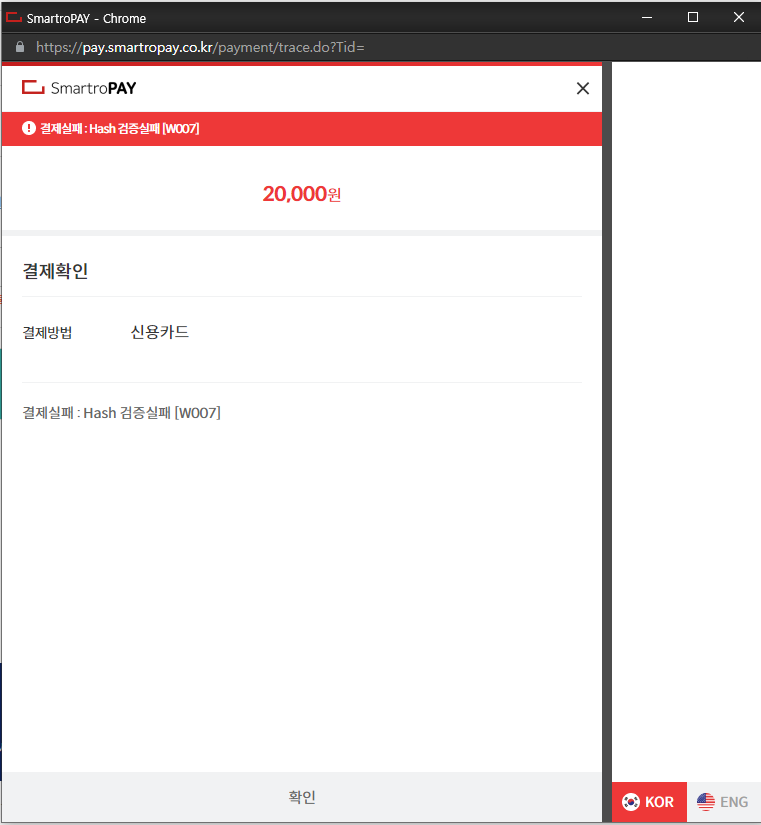 SmartroPAY - Chrome
https://pay.smartropay.co.kr/payment/trace.do?Tid=
SmartroPAY
결제실패 : Hash 검증실패 [W007]
20,000원
결제확인
결제방법 신용카드
결제실패 : Hash 검증실패 [W007]
확인
KOR ENG